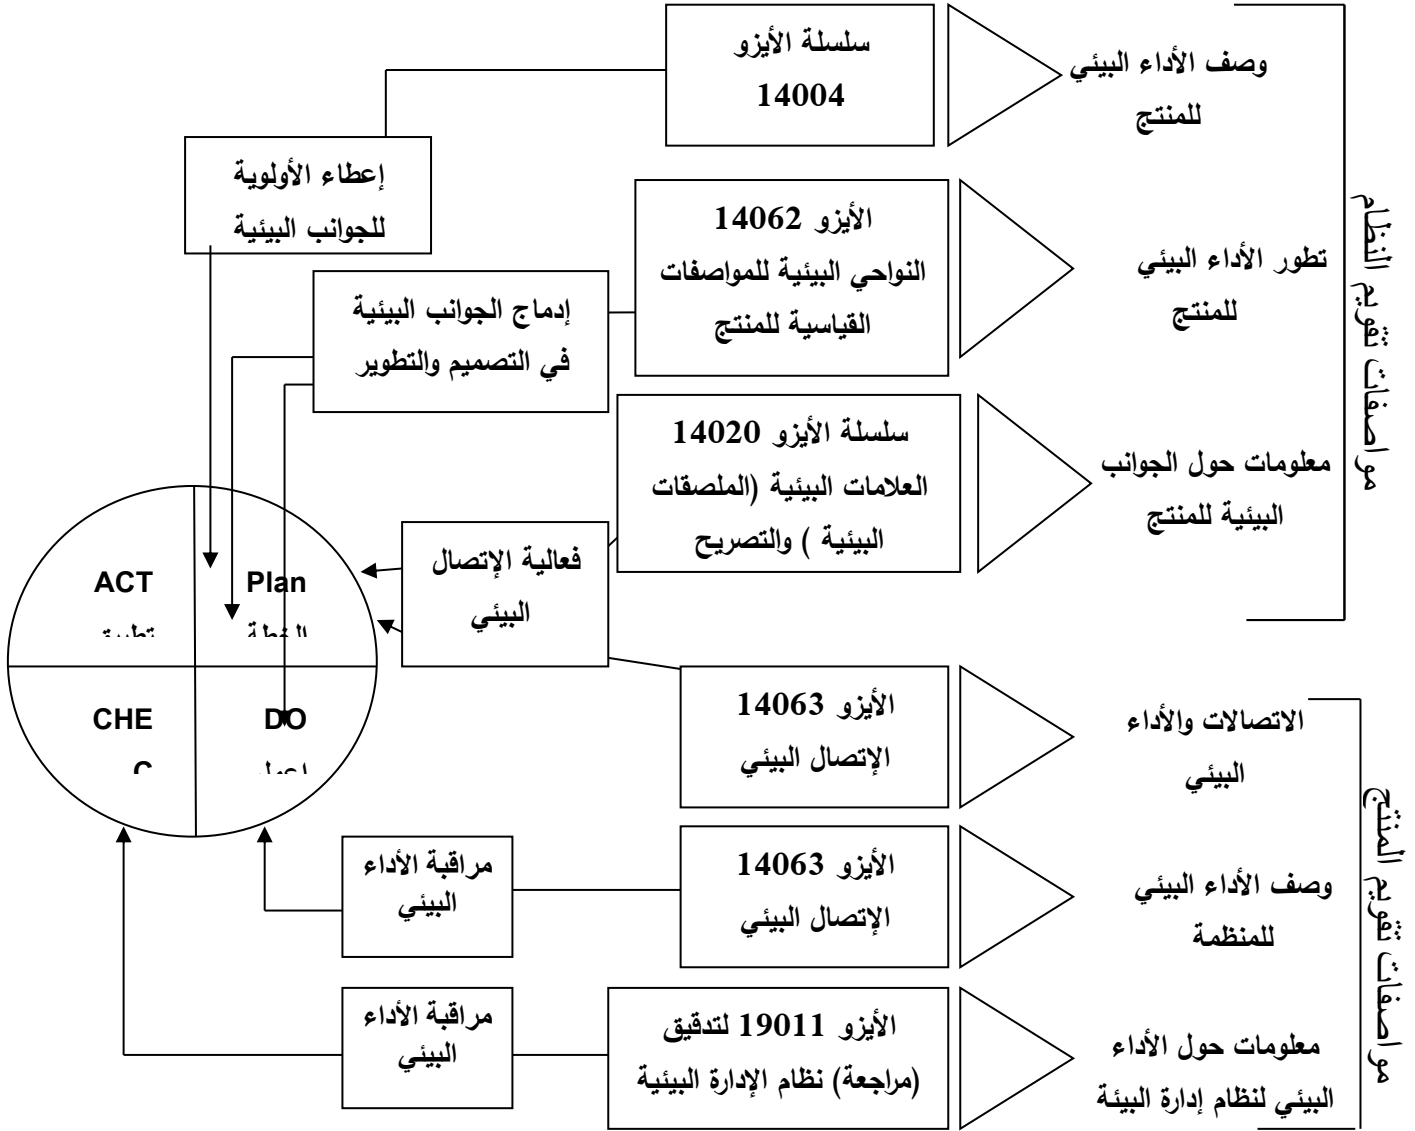 وصف الأداء البيئي
للمنتج
سلسلة الأيزو
14004
إعطاء الأولوية
للجوانب البيئية
مواصفات تقويم النظام
تطور الأداء البيئي
للمنتج
الأيزو 14062
النواحي البيئية للمواصفات
القياسية للمنتج
إدماج الجوانب البيئية
في التصميم والتطوير
معلومات حول الجوانب
البيئية للمنتج
سلسلة الأيزو 14020
العلامات البيئية (الملصقات
البيئية ) والتصريح
فعالية الإتصال
البيئي
Plan
الخطة
ACT
DO
CHE
C
مواصفات تقويم المنتج
الاتصالات والأداء
البيئي
الأيزو 14063
الإتصال البيئي
وصف الأداء البيئي
للمنظمة
الأيزو 14063
الإتصال البيئي
مراقبة الأداء
البيئي
معلومات حول الأداء
البيئي لنظام إدارة البيئة
الأيزو 19011 لتدقيق
(مراجعة) نظام الإدارة البيئية
مراقبة الأداء
البيئي